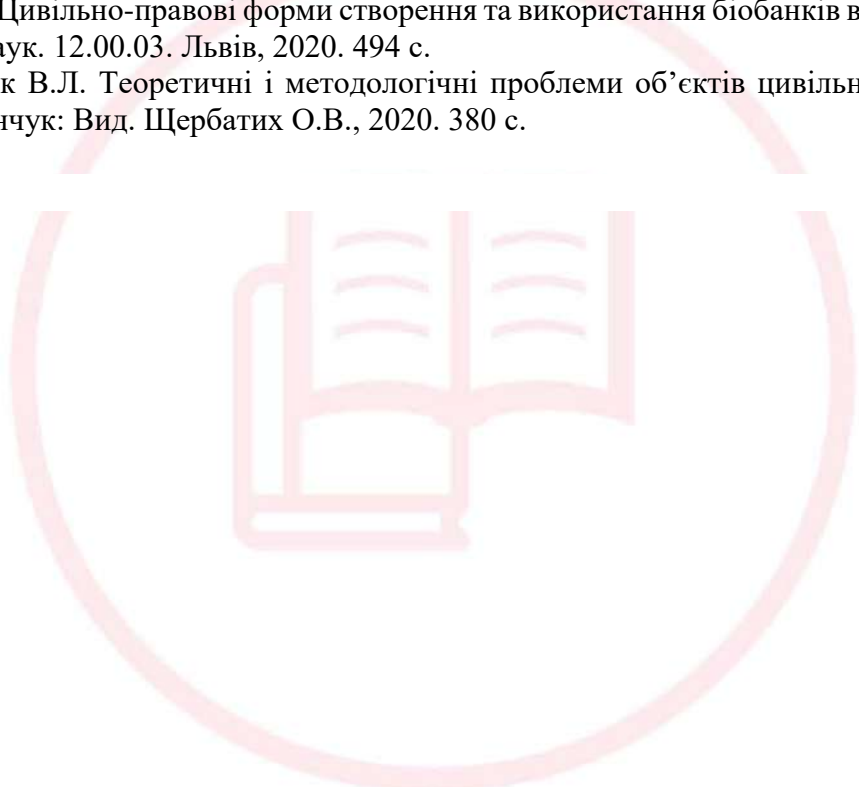 Цивільно-правові форми створення та використання біобанків в
наук. 12.00.03. Львів, 2020. 494 с.
к В.Л. Теоретичні і методологічні проблеми об’єктів цивільн
нчук: Вид. Щербатих О.В., 2020. 380 с.